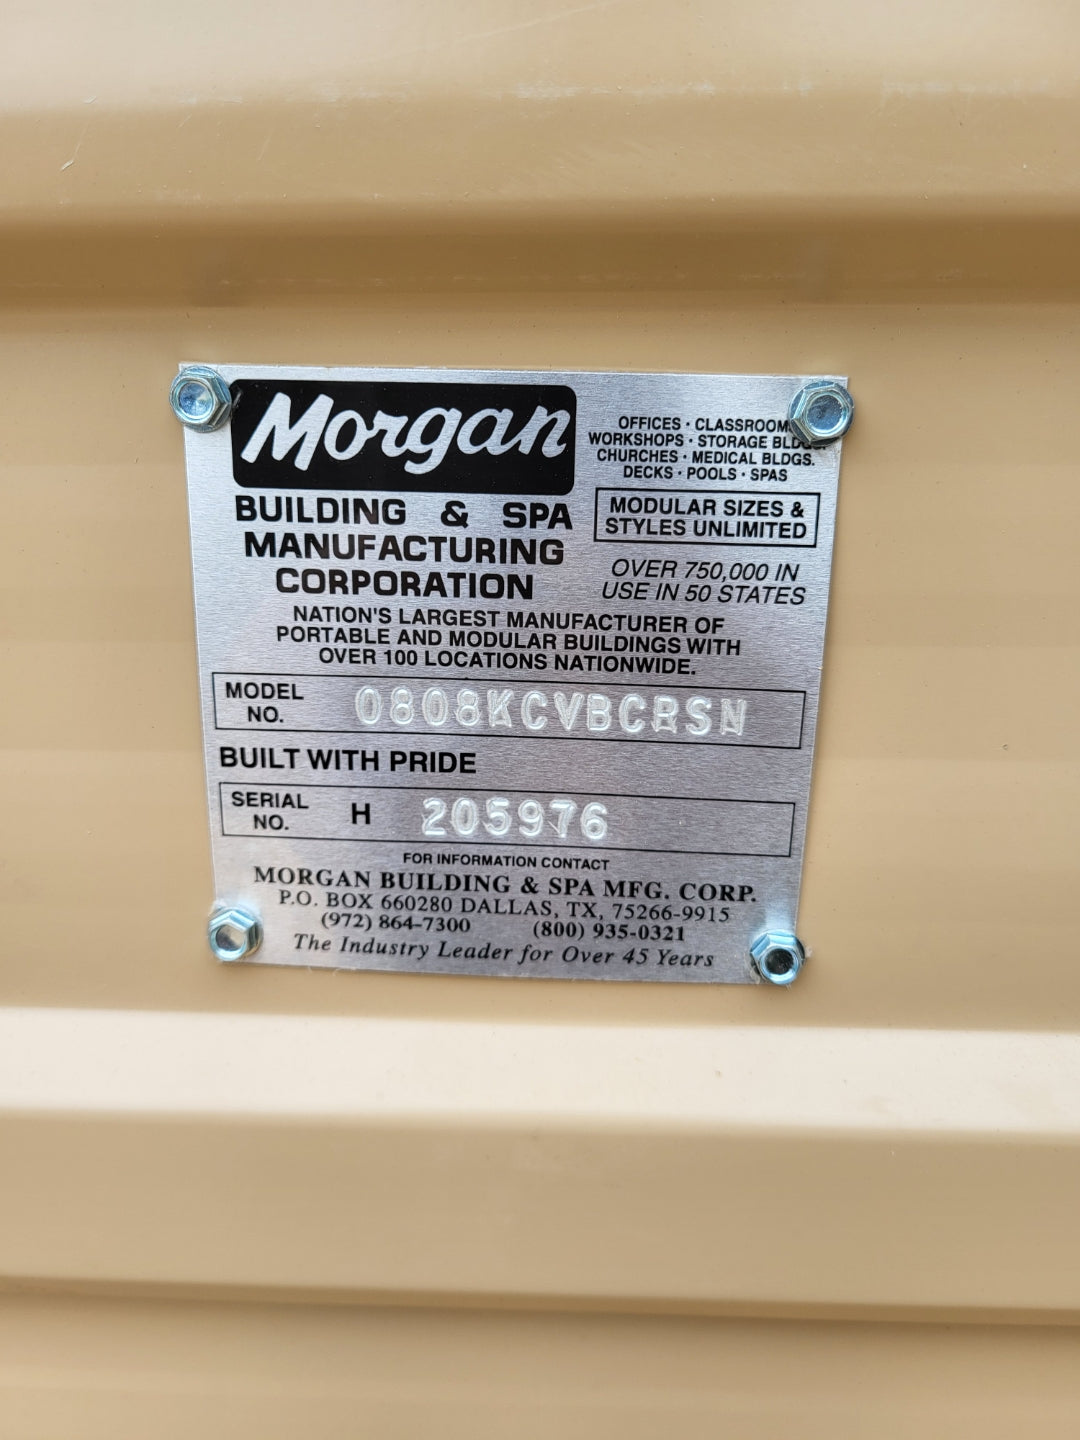 Morgan
BUILDING & SPA
MANUFACTURING
CORPORATION
OFFICES · CLASSROOMS
WORKSHOPS · STORAGE BLDGS.
CHURCHES · MEDICAL BLDGS.
DECKS · POOLS · SPAS
MODULAR SIZES &
STYLES UNLIMITED
OVER 750,000 IN
USE IN 50 STATES
NATION'S LARGEST MANUFACTURER OF
PORTABLE AND MODULAR BUILDINGS WITH
OVER 100 LOCATIONS NATIONWIDE.
MODEL NO. 0808KCVBCRSN
BUILT WITH PRIDE
SERIAL NO. H 205976
FOR INFORMATION CONTACT
MORGAN BUILDING & SPA MFG. CORP.
P.O. BOX 660280 DALLAS, TX, 75266-9915
(972) 864-7300 (800) 935-0321
The Industry Leader for Over 45 Years